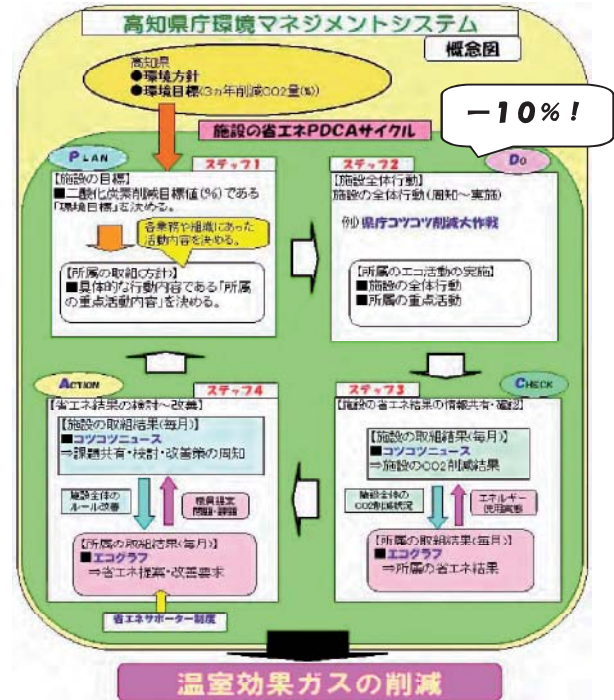 高知県庁環境マネジメントシステム
概念図
高知県
●環境方針
●環境目標(3ヵ年削減CO2量(%))
－10%！
施設の省エネPDCAサイクル
PLAN
ステップ1
【施設の目標】
■二酸化炭素削減目標値(%)である
「環境目標」を決める。
各業務や組織にあった
活動内容を決める。
【所属の取組(方針)】
■具体的な行動内容である「所属
の重点活動内容」を決める。
ステップ2
DO
【施設全体行動】
施設の全体行動(周知～実施)
例) 県庁コツコツ削減大作戦
【所属のエコ活動の実施】
■施設の全体行動
■所属の重点活動
ACTION
ステップ4
【省エネ結果の検討～改善】
【施設の取組結果(毎月)】
■コツコツニュース
⇒課題共有・検討・改善策の周知
施設全体の
ルール改善
職員提案
問題・課題
【所属の取組結果(毎月)】
■エコグラフ
⇒省エネ提案・改善要求
省エネサポーター制度
ステップ3
CHECK
【施設の省エネ結果の情報共有・確認】
【施設の取組結果(毎月)】
■コツコツニュース
⇒施設のCO2削減結果
施設全体の
CO2削減状況
エネルギー
使用実態
【所属の取組結果(毎月)】
■エコグラフ
⇒所属の省エネ結果
温室効果ガスの削減